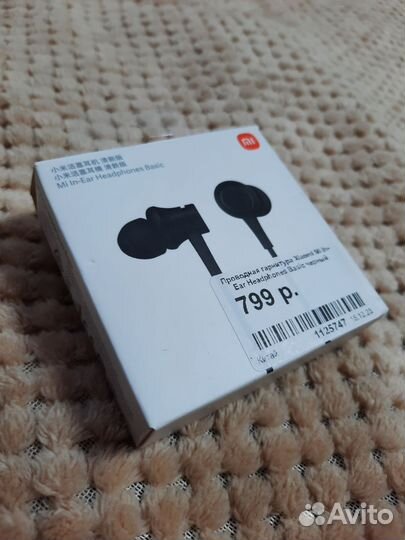 小米活塞耳机 清新版
小米活塞耳機 清新版
Mi In-Ear Headphones Basic
mi
Проводная гарнитура Xiaomi Mi In-
Ear Headphones Basic черный
799 р.
1125747
15.12.20
Китай
Avito